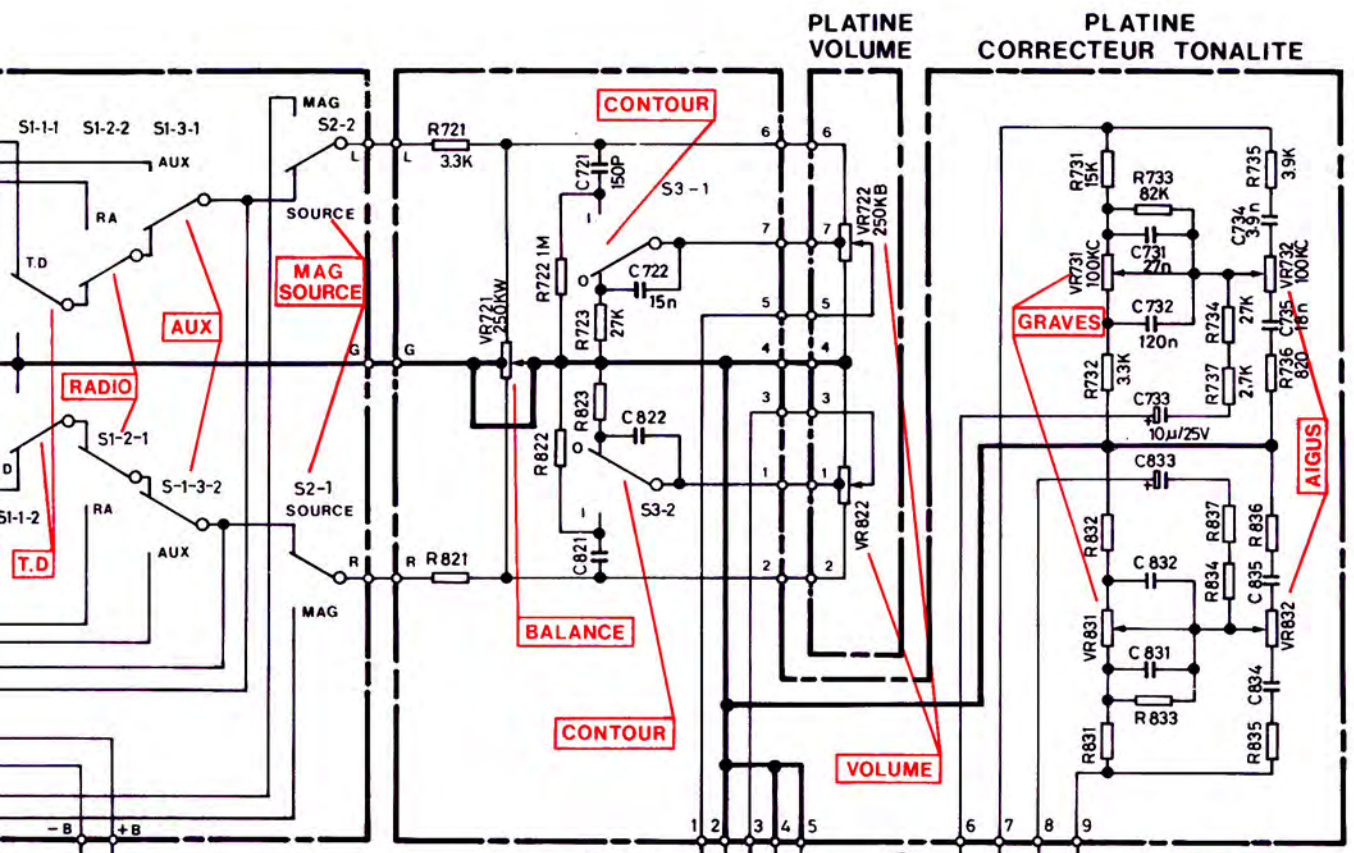 PLATINE
VOLUME
PLATINE
CORRECTEUR TONALITE
MAG
S1-1-1 S1-2-2 S1-3-1 S2-2
L
L
R721
3.3K
AUX
RA
T.D
SOURCE
MAG
SOURCE
AUX
RADIO
G
G
CONTOUR
C721
150P
S3-1
I
O
R722 1M
C722
15n
R723
27K
VR721
250KW
6 6
7 7
5 5
4 4
3 3
1 1
2 2
VR722
250KB
R731
15K
R733
82K
R735
3.9K
C734
3.9n
C731
27n
VR731
100KC
VR732
100KC
GRAVES
C732
120n
R734
27K
C735
18n
R732
3.3K
R737
2.7K
R736
820
C733
+
10µ/25V
AIGUS
D
S1-2-1
S-1-3-2
S1-1-2
RA
T.D
AUX
S2-1
SOURCE
R
R
R821
MAG
R823
C822
R822
O
S3-2
I
C821
BALANCE
CONTOUR
VR822
VOLUME
C833
+
R832
R837
R836
C832
R834
C835
VR831
VR832
C831
C834
R833
R831
R835
-B +B
1 2 3 4 5 6 7 8 9